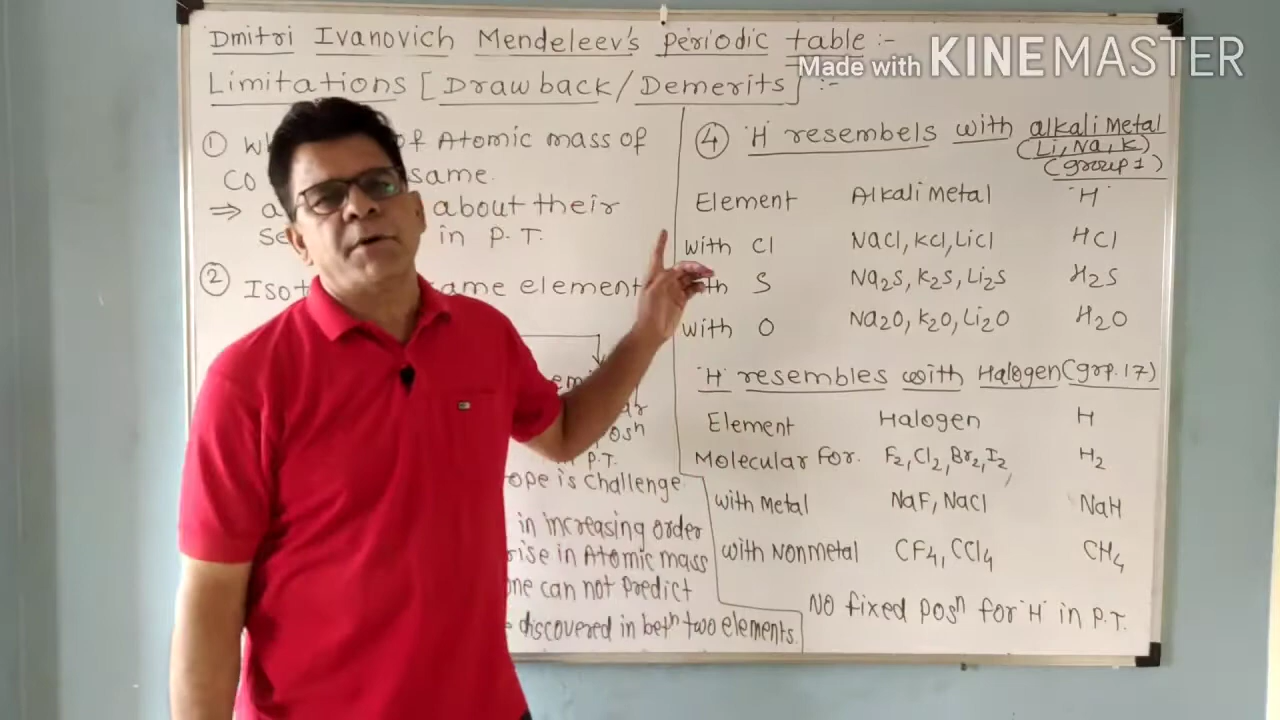 Dmitri Ivanovich Mendeleev's periodic table :-
Made with KINEMASTER
Limitations [Drawback/Demerits] :-
① of Atomic mass of
co same.
⇒ about their
in P.T.
② Isot ame element
posⁿ
P.T.
ope is challenge
in increasing order
rise in Atomic mass
one can not predict
discovered in betⁿ two elements.
④ "H" resembels with alkali Metal
(Li, Na, K)
(group 1)
Element Alkali Metal "H"
with Cl NaCl, KCl, LiCl HCl
with S Na₂S, K₂S, Li₂S H₂S
with O Na₂O, K₂O, Li₂O H₂O
"H" resembles with Halogen (grp. 17)
Element Halogen H
Molecular For. F₂, Cl₂, Br₂, I₂, H₂
with Metal NaF, NaCl NaH
with Nonmetal CF₄, CCl₄ CH₄
No fixed posⁿ for "H" in P.T.